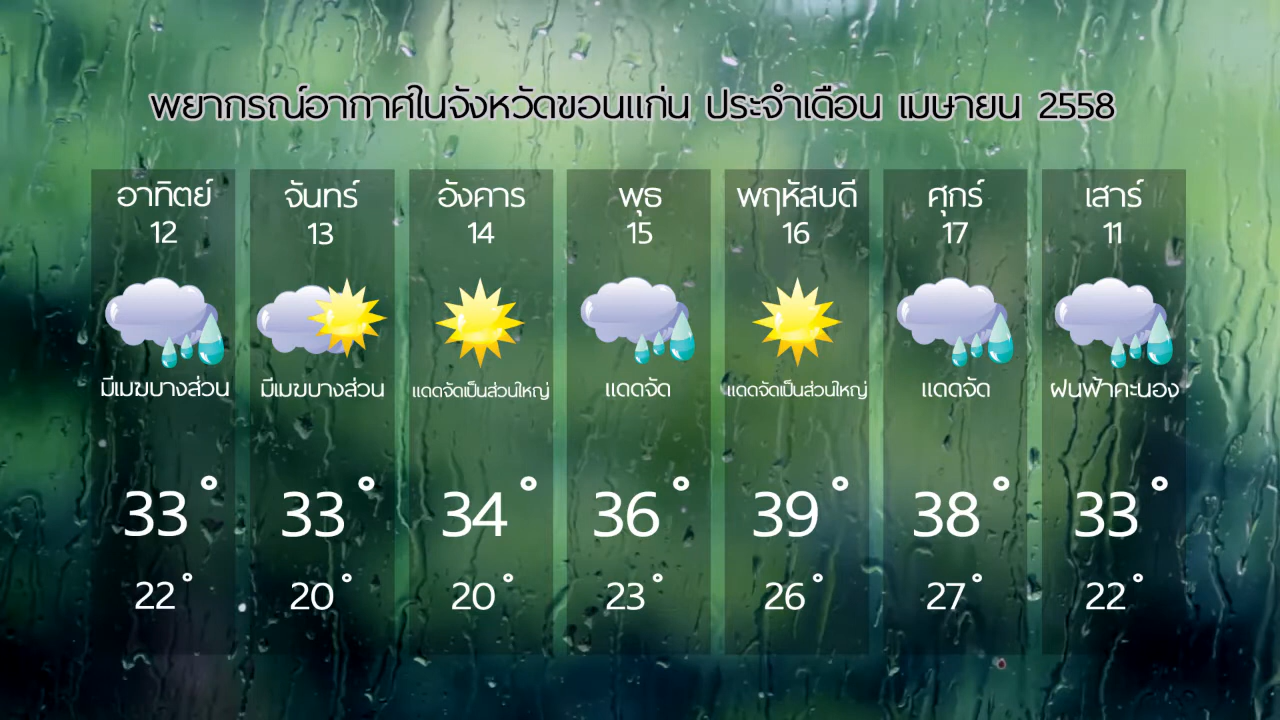 พยากรณ์อากาศในจังหวัดขอนแก่น ประจำเดือน เมษายน 2558
อาทิตย์
12
มีเมฆบางส่วน
33°
22°
จันทร์
13
มีเมฆบางส่วน
33°
20°
อังคาร
14
แดดจัดเป็นส่วนใหญ่
34°
20°
พุธ
15
แดดจัด
36°
23°
พฤหัสบดี
16
แดดจัดเป็นส่วนใหญ่
39°
26°
ศุกร์
17
แดดจัด
38°
27°
เสาร์
11
ฝนฟ้าคะนอง
33°
22°